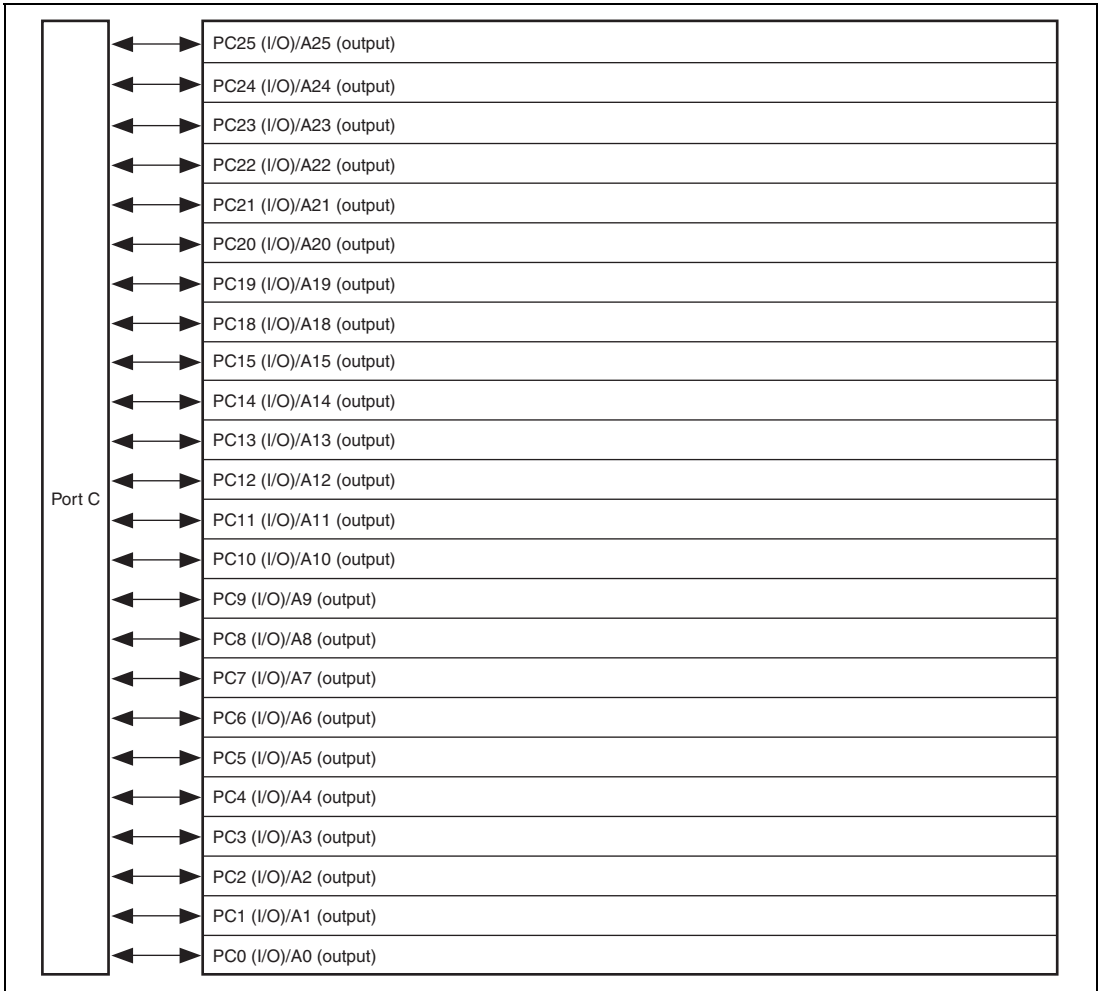 PC25 (I/O)/A25 (output)
PC24 (I/O)/A24 (output)
PC23 (I/O)/A23 (output)
PC22 (I/O)/A22 (output)
PC21 (I/O)/A21 (output)
PC20 (I/O)/A20 (output)
PC19 (I/O)/A19 (output)
PC18 (I/O)/A18 (output)
PC15 (I/O)/A15 (output)
PC14 (I/O)/A14 (output)
PC13 (I/O)/A13 (output)
PC12 (I/O)/A12 (output)
Port C
PC11 (I/O)/A11 (output)
PC10 (I/O)/A10 (output)
PC9 (I/O)/A9 (output)
PC8 (I/O)/A8 (output)
PC7 (I/O)/A7 (output)
PC6 (I/O)/A6 (output)
PC5 (I/O)/A5 (output)
PC4 (I/O)/A4 (output)
PC3 (I/O)/A3 (output)
PC2 (I/O)/A2 (output)
PC1 (I/O)/A1 (output)
PC0 (I/O)/A0 (output)